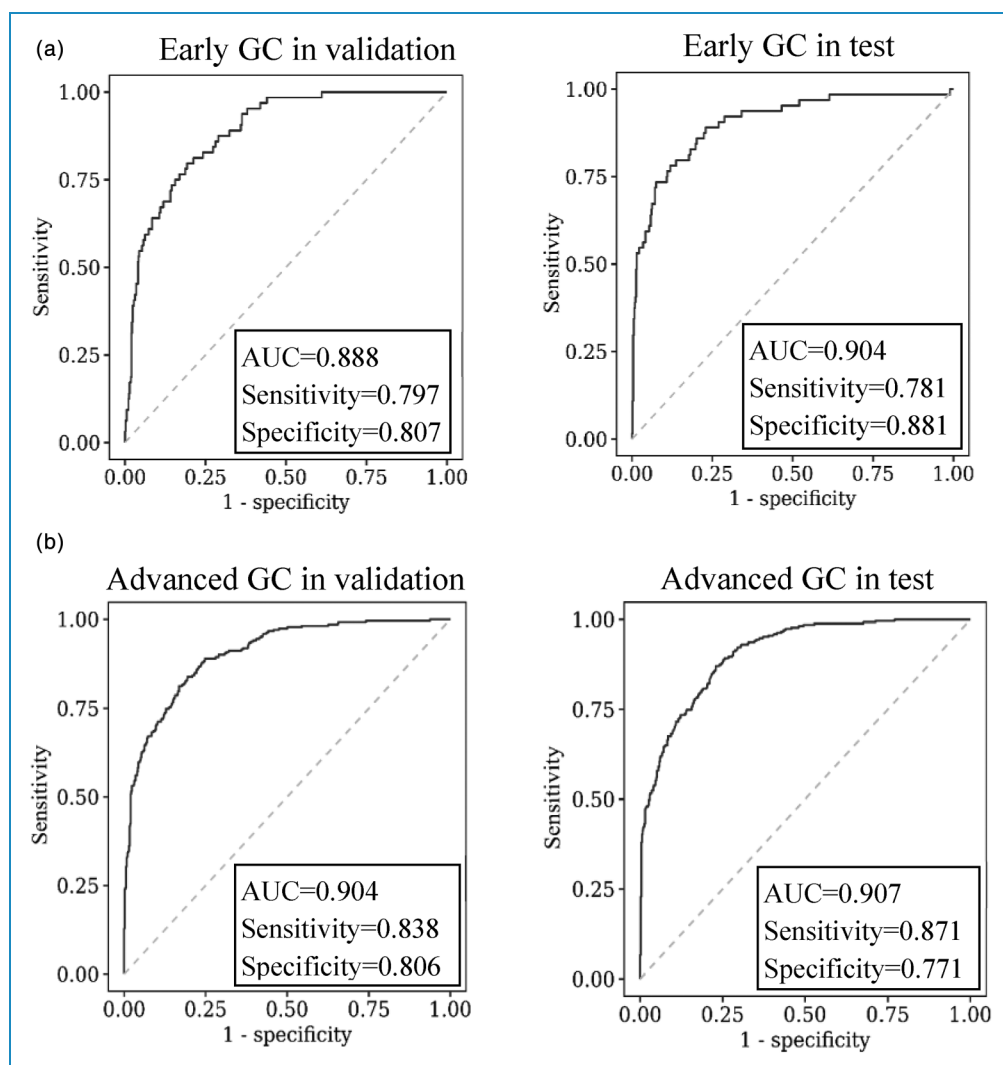 (a)
Early GC in validation
1.00
0.75
0.50
0.25
0.00
Sensitivity
AUC=0.888
Sensitivity=0.797
Specificity=0.807
0.00 0.25 0.50 0.75 1.00
1 - specificity
Early GC in test
1.00
0.75
0.50
0.25
0.00
Sensitivity
AUC=0.904
Sensitivity=0.781
Specificity=0.881
0.00 0.25 0.50 0.75 1.00
1 - specificity
(b)
Advanced GC in validation
1.00
0.75
0.50
0.25
0.00
Sensitivity
AUC=0.904
Sensitivity=0.838
Specificity=0.806
0.00 0.25 0.50 0.75 1.00
1 - specificity
Advanced GC in test
1.00
0.75
0.50
0.25
0.00
Sensitivity
AUC=0.907
Sensitivity=0.871
Specificity=0.771
0.00 0.25 0.50 0.75 1.00
1 - specificity